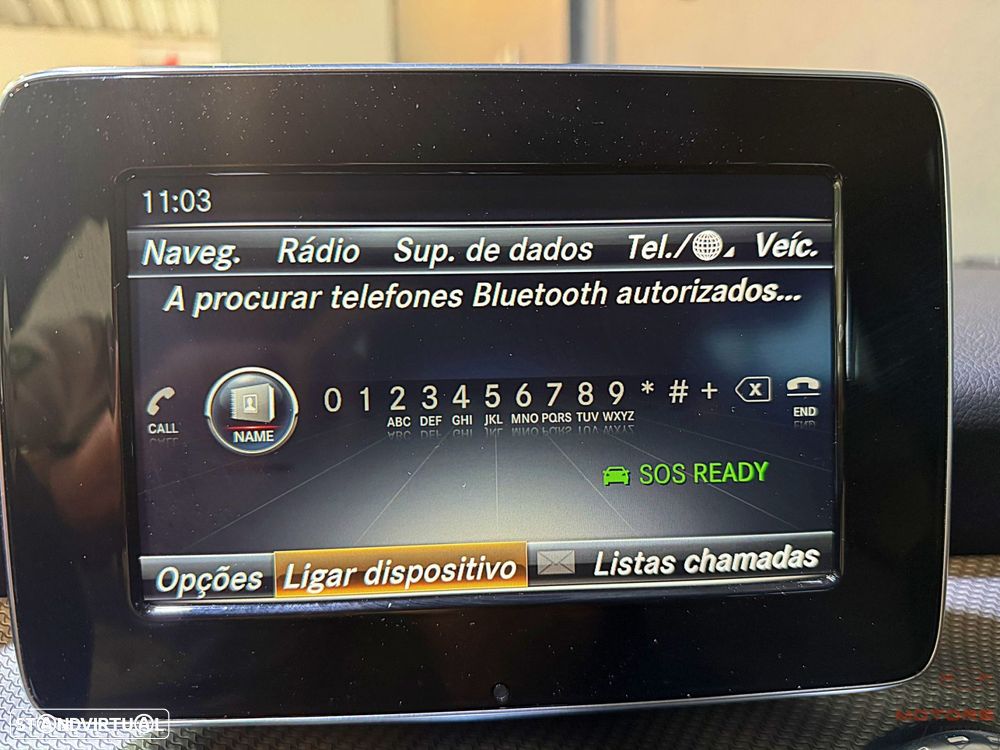 11:03
Naveg. Rádio Sup. de dados Tel./ Veíc.
A procurar telefones Bluetooth autorizados...
CALL NAME 0 1 2 3 4 5 6 7 8 9 * # + X END
ABC DEF GHI JKL MNO PQRS TUV WXYZ
SOS READY
Opções Ligar dispositivo Listas chamadas
STANDVIRTUAL
MOTORS